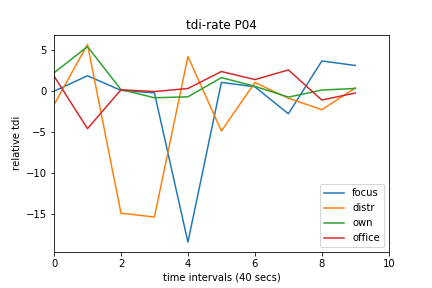 tdi-rate P04
relative tdi
5
0
−5
−10
−15
0 2 4 6 8 10
time intervals (40 secs)
focus
distr
own
office